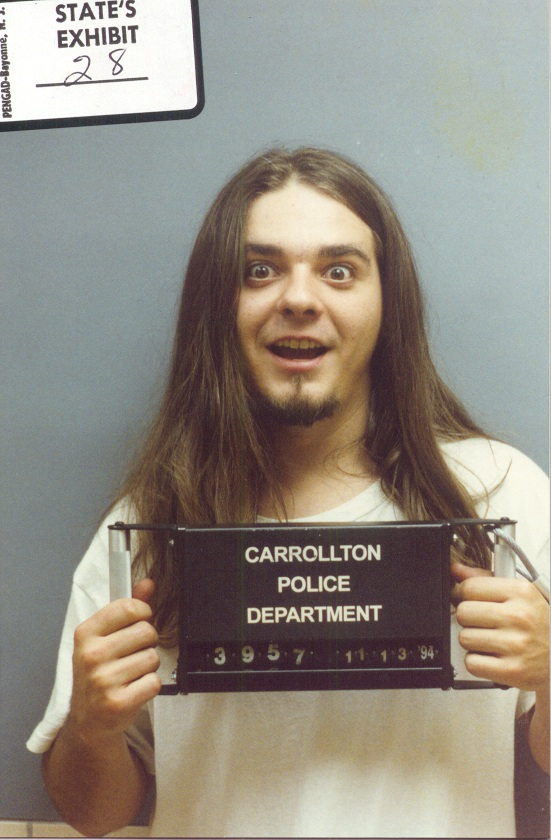 STATE'S
EXHIBIT
28
PENGAD-Bayonne, N. J.
CARROLLTON
POLICE
DEPARTMENT
3957 11 13 '94